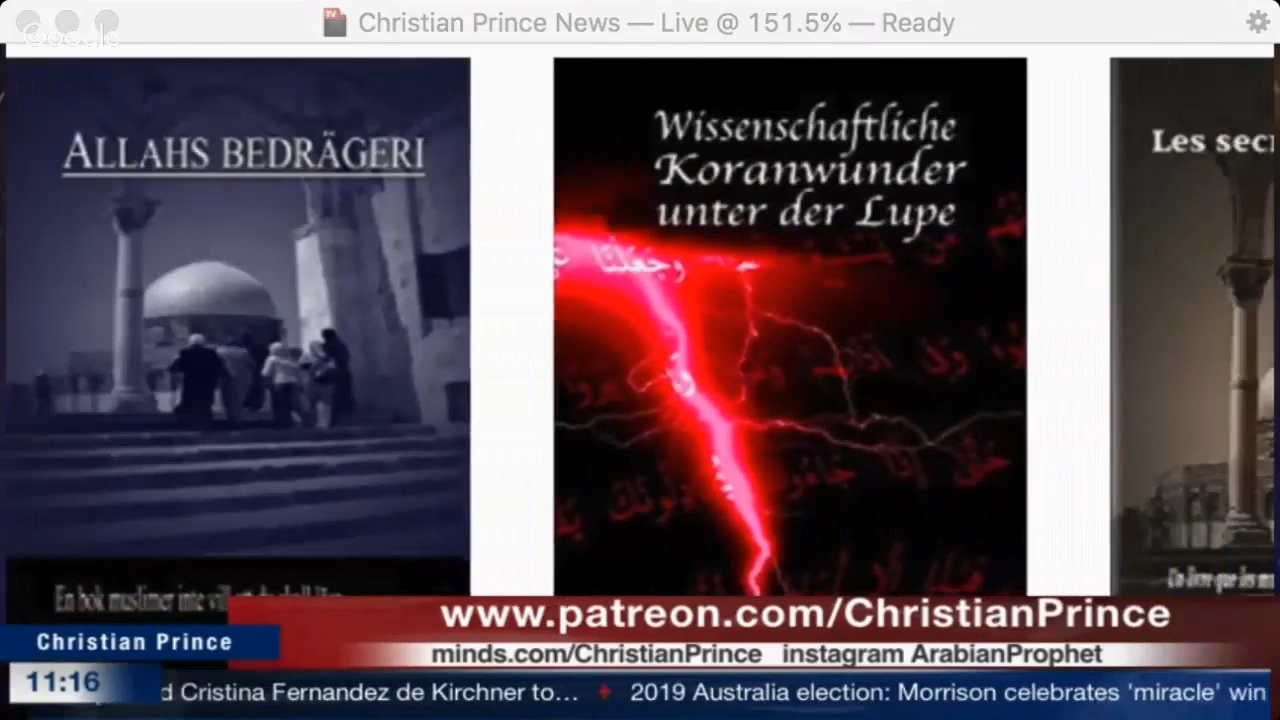 Christian Prince News — Live @ 151.5% — Ready
Google
ALLAHS BEDRÄGERI
En bok muslimer inte vill
Wissenschaftliche
Koranwunder
unter der Lupe
وجعلنا
Les secr
www.patreon.com/ChristianPrince
Christian Prince
minds.com/ChristianPrince instagram ArabianProphet
11:16
d Cristina Fernandez de Kirchner to... 2019 Australia election: Morrison celebrates 'miracle' win